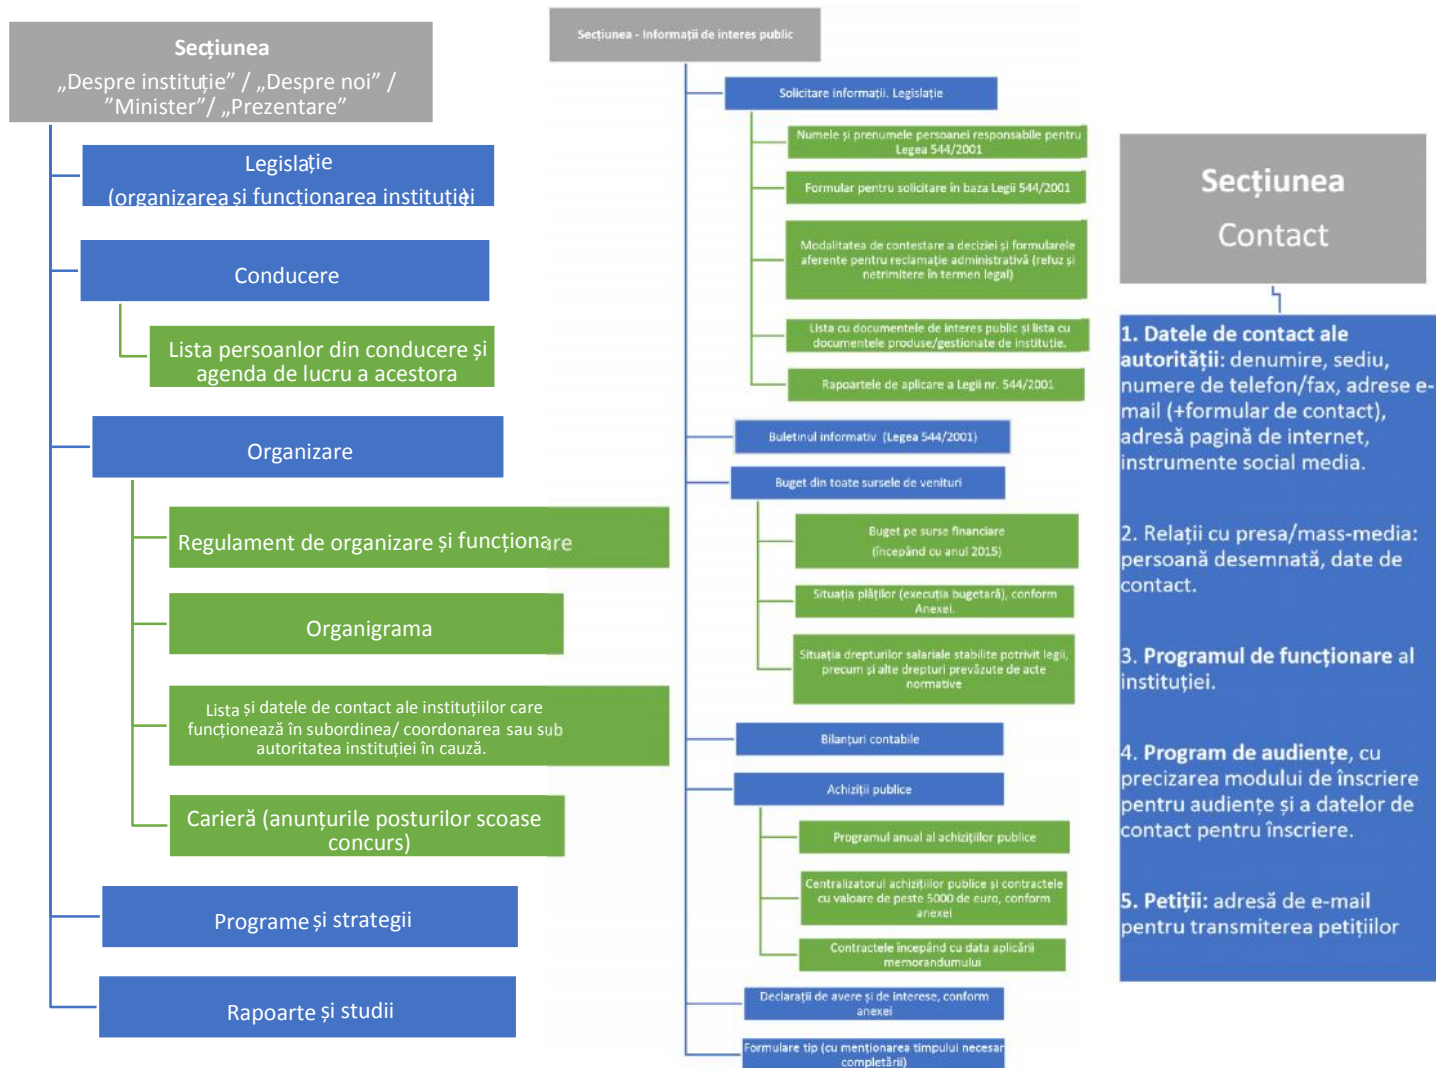 Secțiunea
„Despre instituție” / „Despre noi” /
”Minister”/ „Prezentare”
Legislație
(organizarea și funcționarea instituției
Conducere
Lista persoanlor din conducere și
agenda de lucru a acestora
Organizare
Regulament de organizare și funcționare
Organigrama
Lista și datele de contact ale instituțiilor care
funcționează în subordinea/ coordonarea sau sub
autoritatea instituției în cauză.
Carieră (anunțurile posturilor scoase
concurs)
Programe și strategii
Rapoarte și studii
Secțiunea - Informații de interes public
Solicitare informații. Legislație
Numele și prenumele persoanei responsabile pentru
Legea 544/2001
Formular pentru solicitare în baza Legii 544/2001
Modalitatea de contestare a deciziei și formularele
aferente pentru reclamație administrativă (refuz și
netrimitere în termen legal)
Lista cu documentele de interes public și lista cu
documentele produse/gestionate de instituție.
Rapoartele de aplicare a Legii nr. 544/2001
Buletinul informativ (Legea 544/2001)
Buget din toate sursele de venituri
Buget pe surse financiare
(începând cu anul 2015)
Situația plăților (execuția bugetară), conform
Anexei.
Situația drepturilor salariale stabilite potrivit legii,
precum și alte drepturi prevăzute de acte
normative
Bilanțuri contabile
Achiziții publice
Programul anual al achizițiilor publice
Centralizatorul achizițiilor publice și contractele
cu valoare de peste 5000 de euro, conform
anexei
Contractele începând cu data aplicării
memorandumului
Declarații de avere și de interese, conform
anexei
Formulare tip (cu menționarea timpului necesar
completării)
Secțiunea
Contact
1. Datele de contact ale
autorității: denumire, sediu,
numere de telefon/fax, adrese e-
mail (+formular de contact),
adresă pagină de internet,
instrumente social media.
2. Relații cu presa/mass-media:
persoană desemnată, date de
contact.
3. Programul de funcționare al
instituției.
4. Program de audiențe, cu
precizarea modului de înscriere
pentru audiențe și a datelor de
contact pentru înscriere.
5. Petiții: adresă de e-mail
pentru transmiterea petițiilor